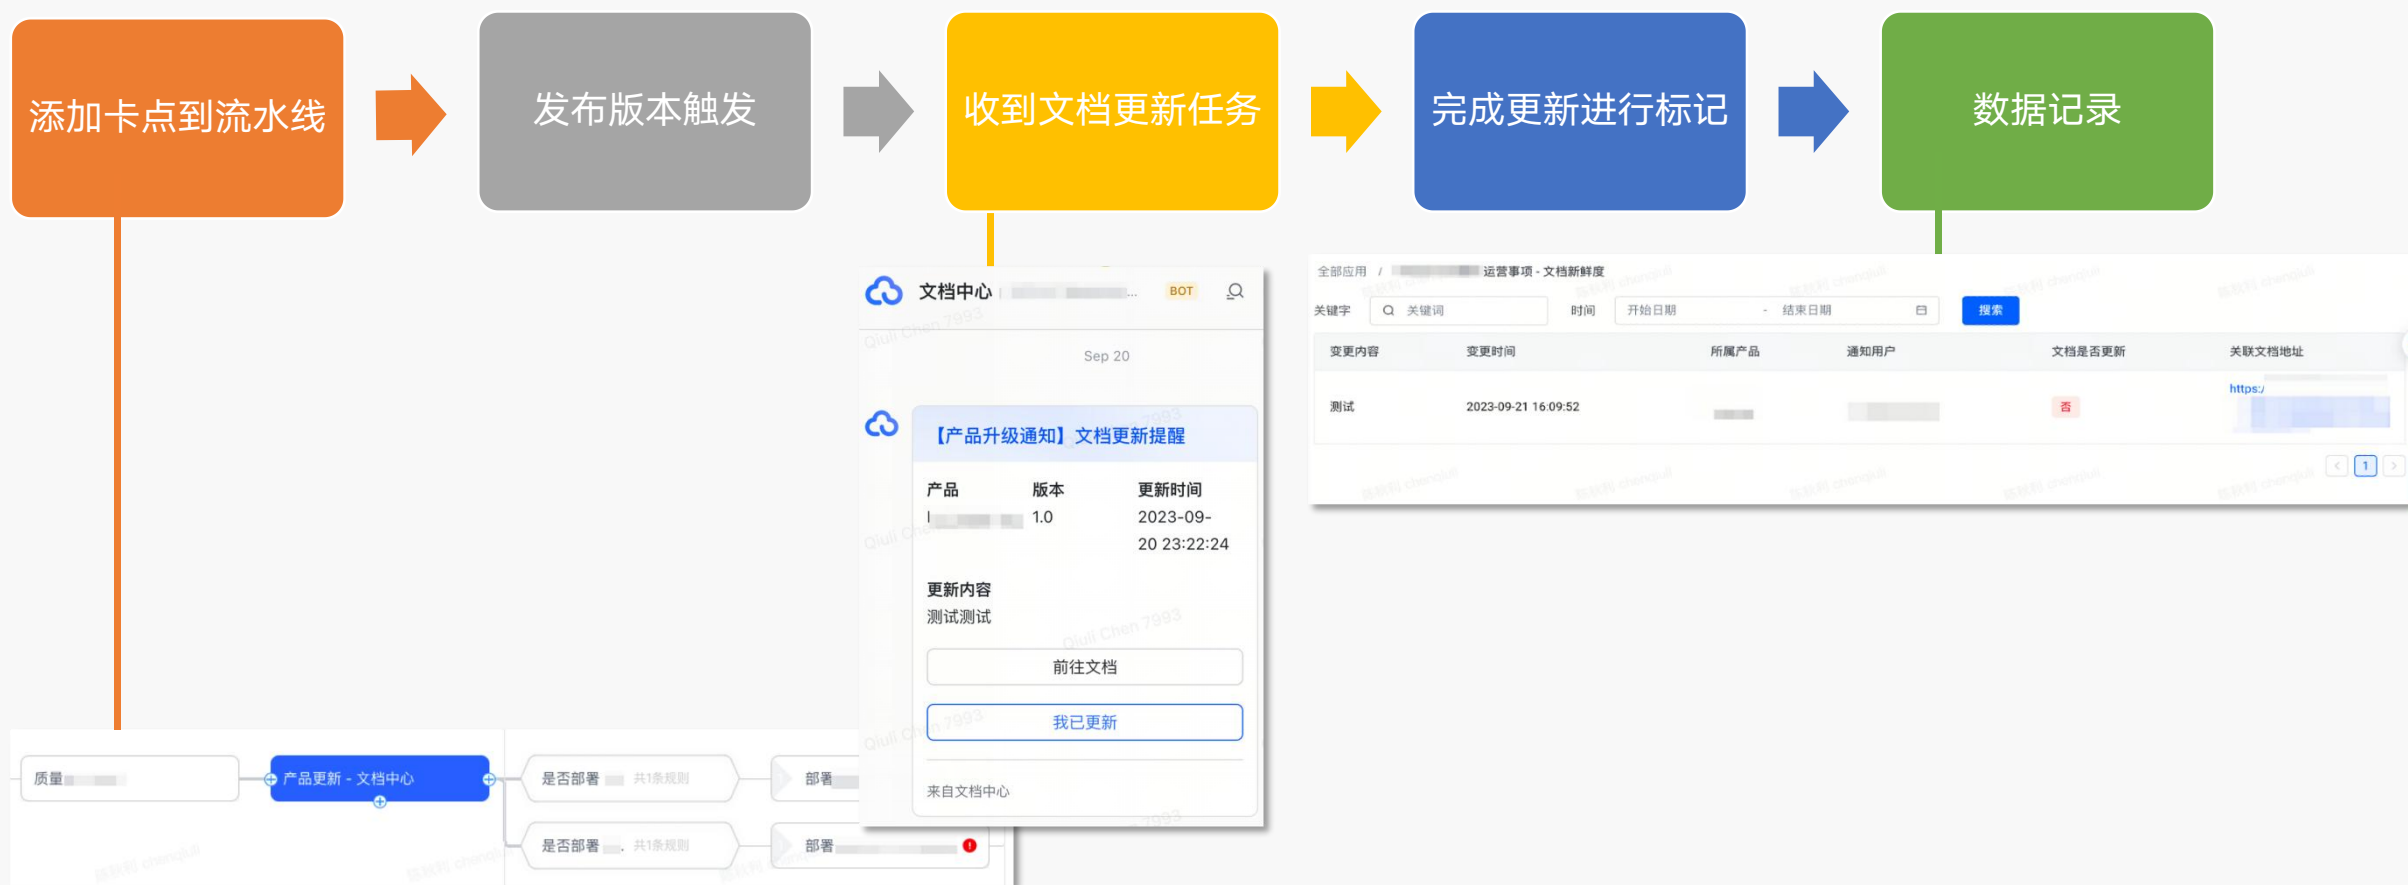 添加卡点到流水线
发布版本触发
收到文档更新任务
完成更新进行标记
数据记录
文档中心
...
BOT
Sep 20
【产品升级通知】文档更新提醒
产品
版本
更新时间
1.0
2023-09-
20 23:22:24
更新内容
测试测试
前往文档
我已更新
来自文档中心
全部应用 /
运营事项 - 文档新鲜度
关键字
关键词
时间
开始日期 - 结束日期
搜索
变更内容
变更时间
所属产品
通知用户
文档是否更新
关联文档地址
测试
2023-09-21 16:09:52
否
https:/
< 1 >
质量
产品更新 - 文档中心
是否部署
共1条规则
部署
是否部署
共1条规则
部署
Qiuli Chen 7993
陈秋利 chenqiuli